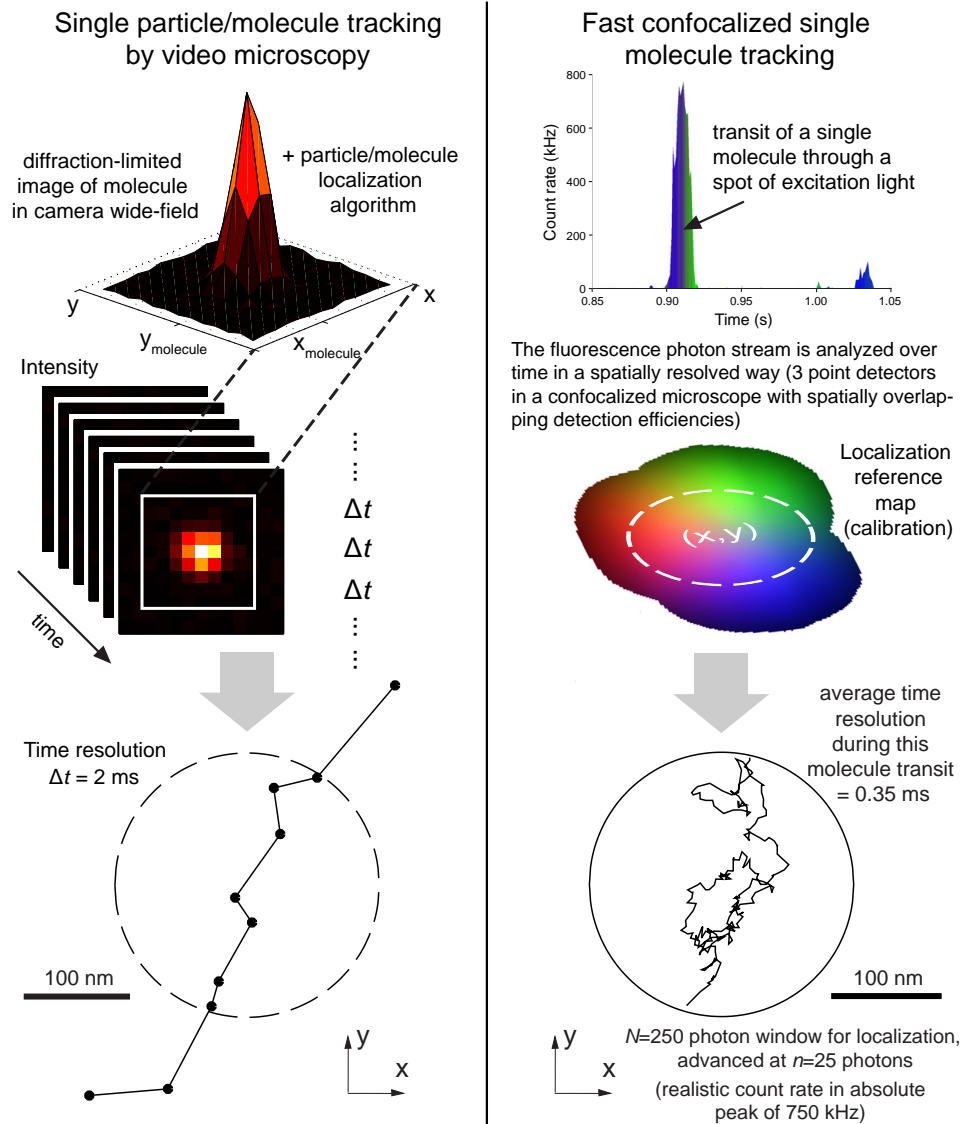 Single particle/molecule tracking
by video microscopy
diffraction-limited
image of molecule
in camera wide-field
+ particle/molecule
localization
algorithm
y
x
y_molecule
x_molecule
Intensity
⋮
⋮
Δt
Δt
Δt
⋮
⋮
time
Time resolution
Δt = 2 ms
100 nm
y
x
Fast confocalized single
molecule tracking
Count rate (kHz)
800
600
400
200
0
transit of a single
molecule through a
spot of excitation light
0.85
0.90
0.95
1.00
1.05
Time (s)
The fluorescence photon stream is analyzed over
time in a spatially resolved way (3 point detectors
in a confocalized microscope with spatially overlap-
ping detection efficiencies)
Localization
reference
map
(calibration)
(x,y)
average time
resolution
during this
molecule transit
= 0.35 ms
100 nm
y
x
N=250 photon window for localization,
advanced at n=25 photons
(realistic count rate in absolute
peak of 750 kHz)